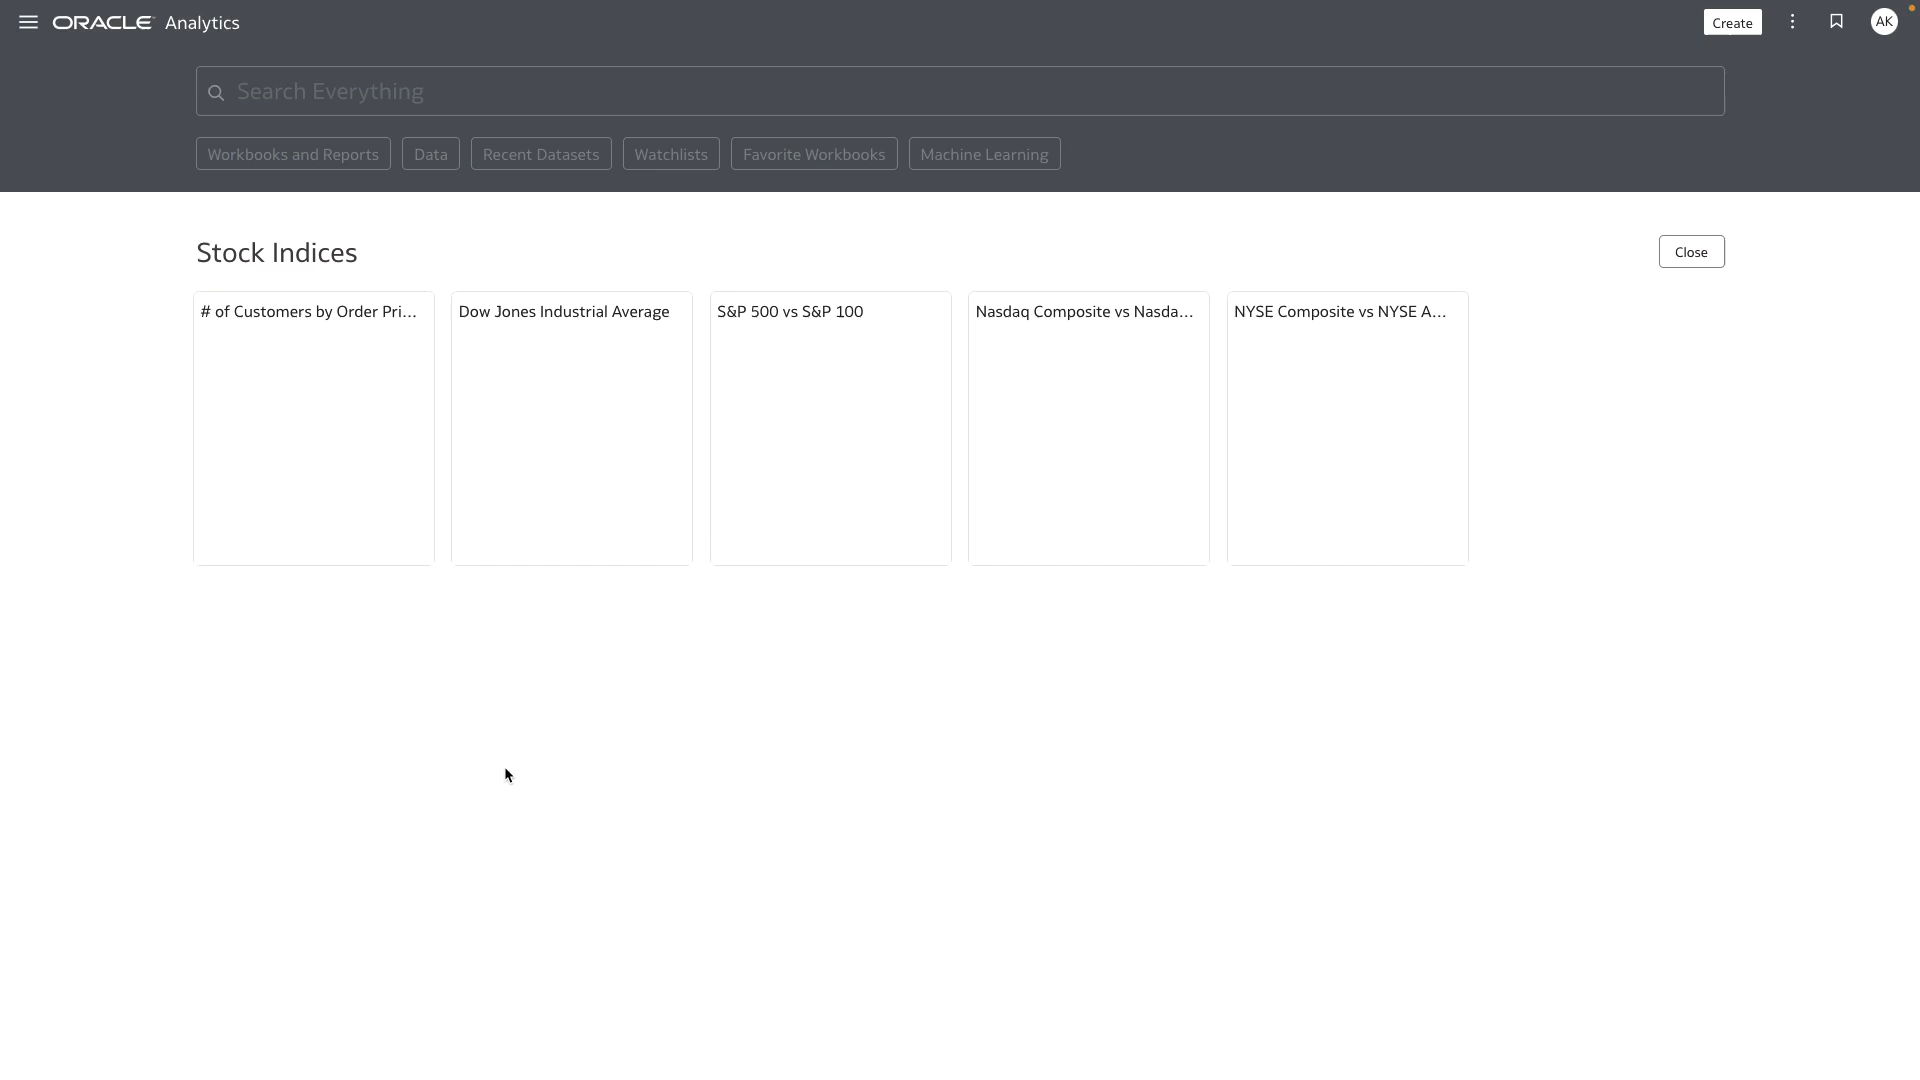 ORACLE Analytics
Create
AK
Search Everything
Workbooks and Reports
Data
Recent Datasets
Watchlists
Favorite Workbooks
Machine Learning
Stock Indices
Close
# of Customers by Order Pri...
Dow Jones Industrial Average
S&P 500 vs S&P 100
Nasdaq Composite vs Nasda...
NYSE Composite vs NYSE A...